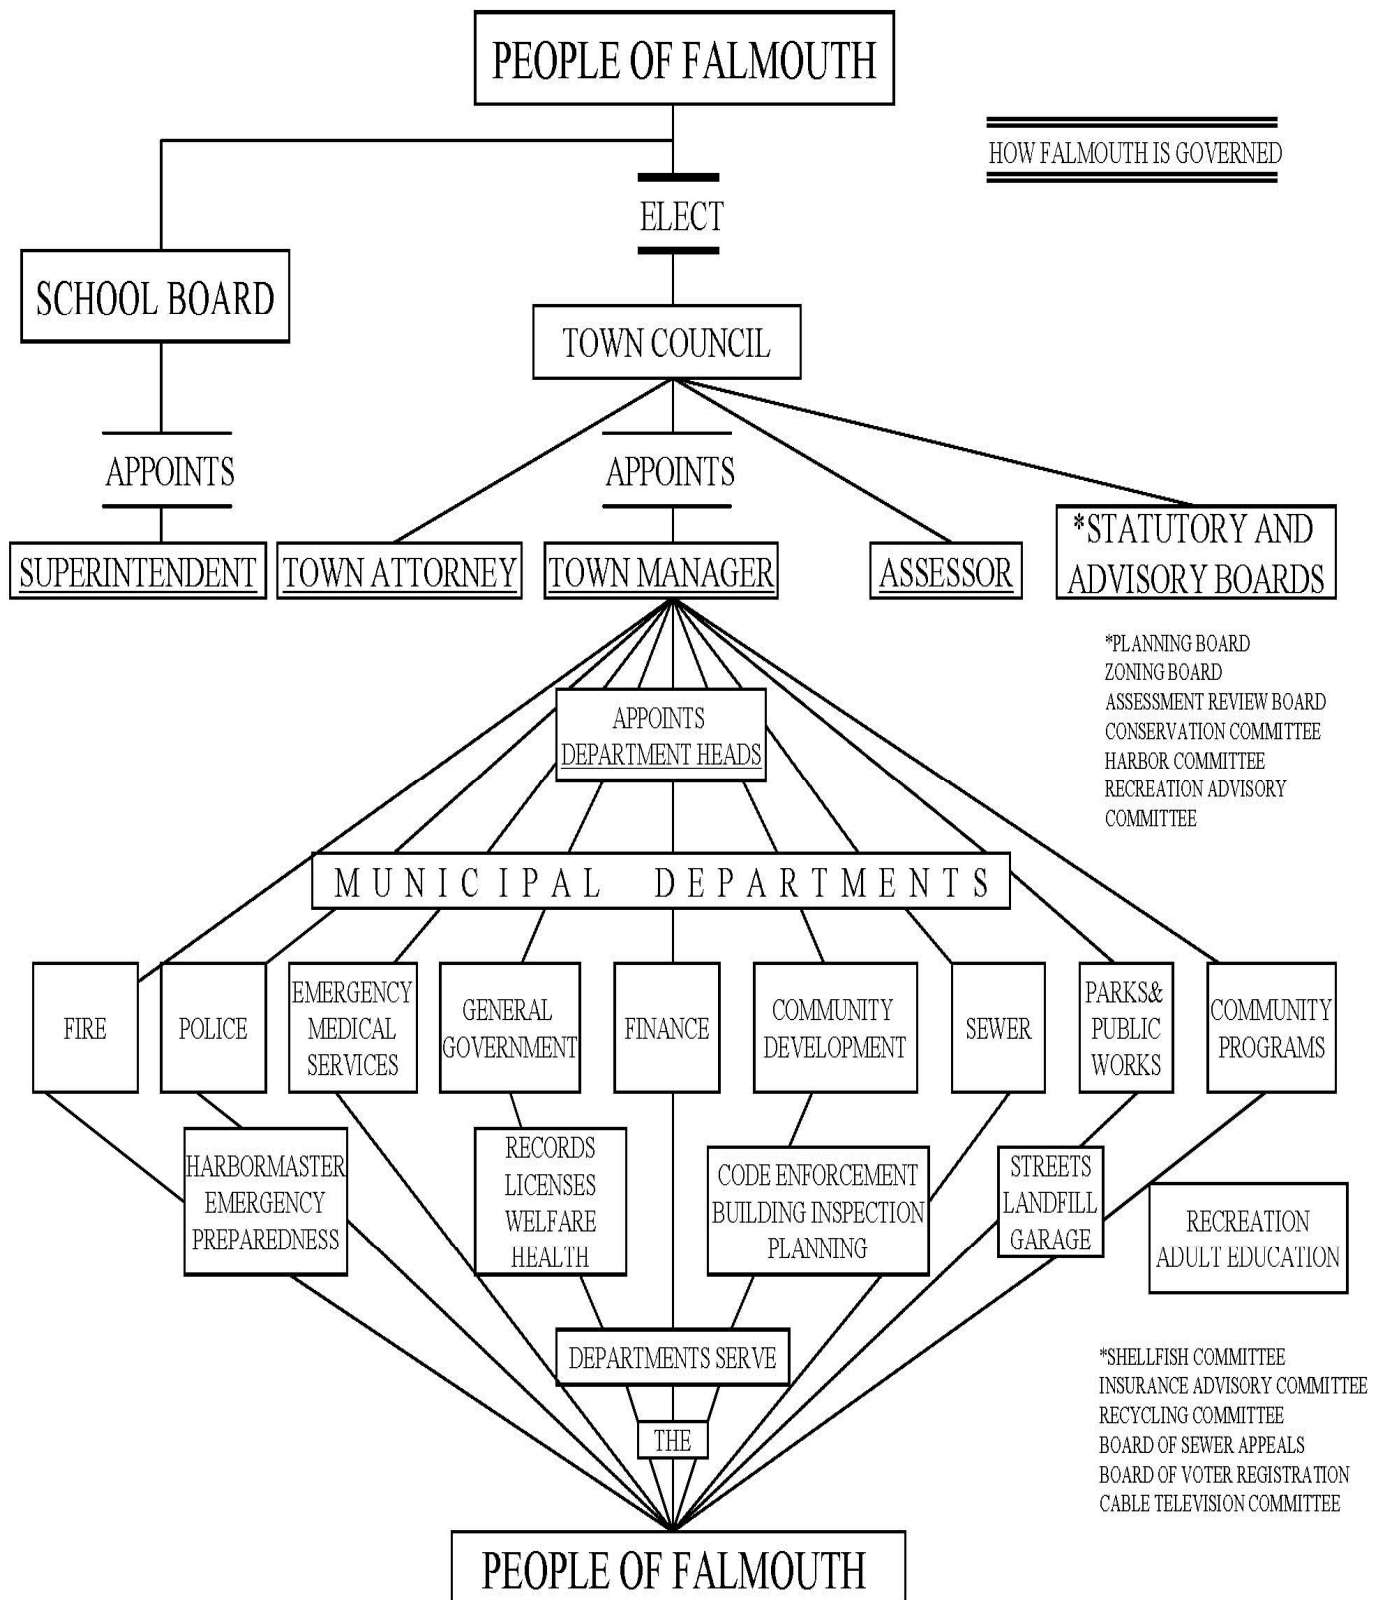 PEOPLE OF FALMOUTH
HOW FALMOUTH IS GOVERNED
ELECT
SCHOOL BOARD
TOWN COUNCIL
APPOINTS
APPOINTS
SUPERINTENDENT
TOWN ATTORNEY
TOWN MANAGER
ASSESSOR
*STATUTORY AND
ADVISORY BOARDS
*PLANNING BOARD
ZONING BOARD
ASSESSMENT REVIEW BOARD
CONSERVATION COMMITTEE
HARBOR COMMITTEE
RECREATION ADVISORY
COMMITTEE
APPOINTS
DEPARTMENT HEADS
MUNICIPAL DEPARTMENTS
FIRE
POLICE
EMERGENCY
MEDICAL
SERVICES
GENERAL
GOVERNMENT
FINANCE
COMMUNITY
DEVELOPMENT
SEWER
PARKS&
PUBLIC
WORKS
COMMUNITY
PROGRAMS
HARBORMASTER
EMERGENCY
PREPAREDNESS
RECORDS
LICENSES
WELFARE
HEALTH
CODE ENFORCEMENT
BUILDING INSPECTION
PLANNING
STREETS
LANDFILL
GARAGE
RECREATION
ADULT EDUCATION
DEPARTMENTS SERVE
THE
*SHELLFISH COMMITTEE
INSURANCE ADVISORY COMMITTEE
RECYCLING COMMITTEE
BOARD OF SEWER APPEALS
BOARD OF VOTER REGISTRATION
CABLE TELEVISION COMMITTEE
PEOPLE OF FALMOUTH